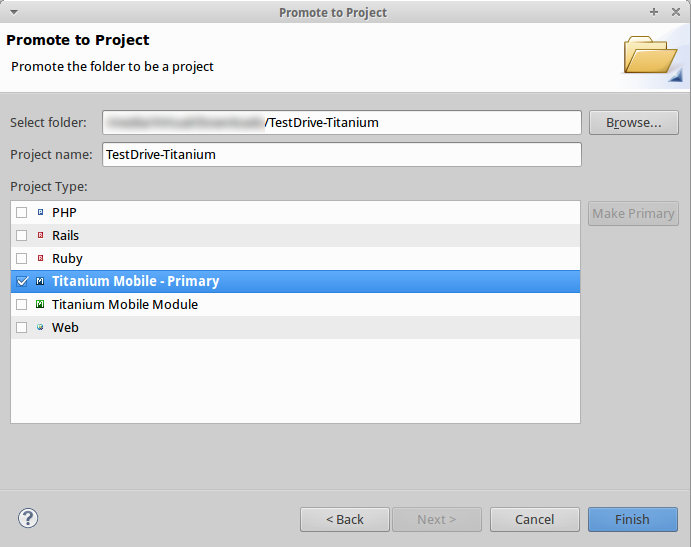 Promote to Project
Promote to Project
Promote the folder to be a project
Select folder: /TestDrive-Titanium Browse...
Project name: TestDrive-Titanium
Project Type:
PHP Make Primary
Rails
Ruby
Titanium Mobile - Primary
Titanium Mobile Module
Web
? < Back Next > Cancel Finish